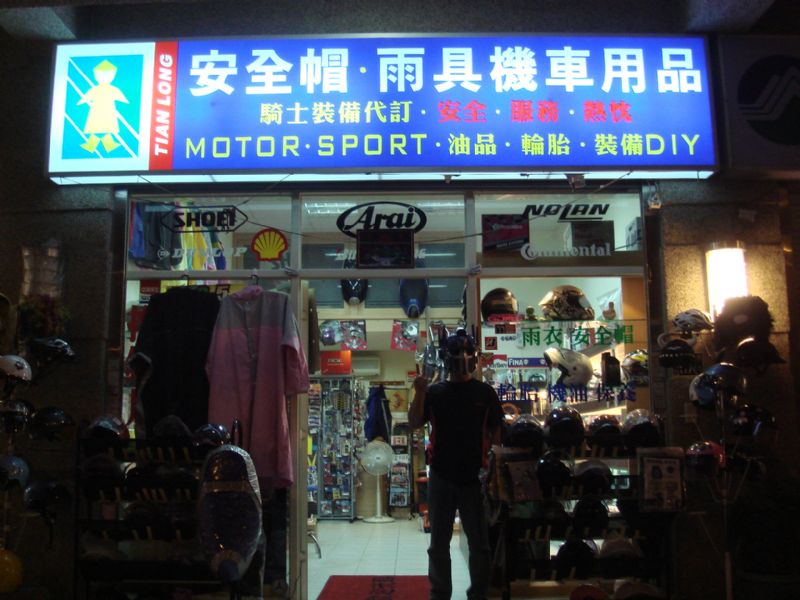 TIAN LONG
安全帽·雨具機車用品
騎士裝備代訂·安全·服務·熱忱
MOTOR·SPORT·油品·輪胎·裝備DIY
SHOEI
Arai
NOLAN
DUNLOP
Continental
雨衣 安全帽
FINA
輪胎 機油 保養